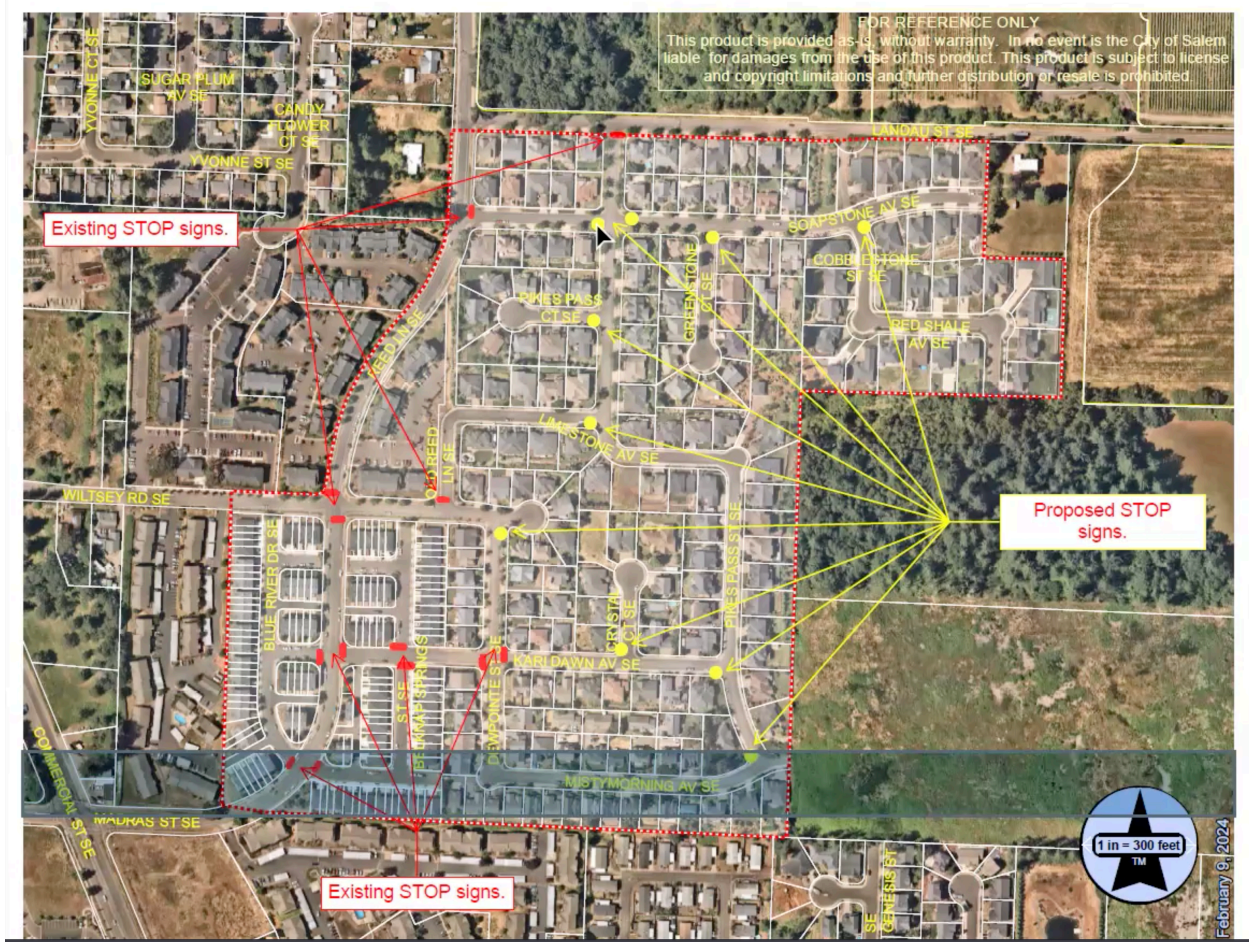 FOR REFERENCE ONLY
This product is provided as-is, without warranty. In no event is the City of Salem
liable for damages from the use of this product. This product is subject to license
and copyright limitations and further distribution or resale is prohibited.
YVONNE CT SE
SUGAR PLUM
AV SE
CANDY
FLOWER
CT SE
YVONNE ST SE
LANDAU ST SE
Existing STOP signs.
SOAPSTONE AV SE
COBBLESTONE
ST SE
GREENSTONE
CT SE
PIKES PASS
CT SE
RED SHALE
AV SE
REED LN SE
LIMESTONE AV SE
OLD REED
LN SE
WILTSEY RD SE
Proposed STOP
signs.
BLUE RIVER DR SE
PIKES PASS ST SE
CRYSTAL
CT SE
KARI DAWN AV SE
BELKNAP SPRINGS
ST SE
DEWPOINTE ST SE
COMMERCIAL ST SE
MISTYMORNING AV SE
MADRAS ST SE
Existing STOP signs.
GENESIS ST
SE
1 in = 300 feet
TM
February 9, 2024